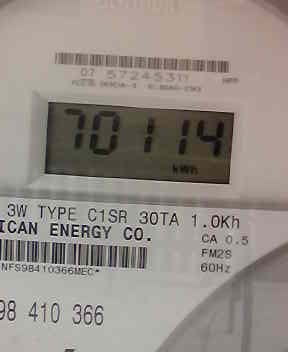 07 57245311
70114
kWh
3W TYPE C1SR 30TA 1.0Kh
ICAN ENERGY CO.
CA 0.5
FM2S
60Hz
*NFS98410366MEC*
98 410 366